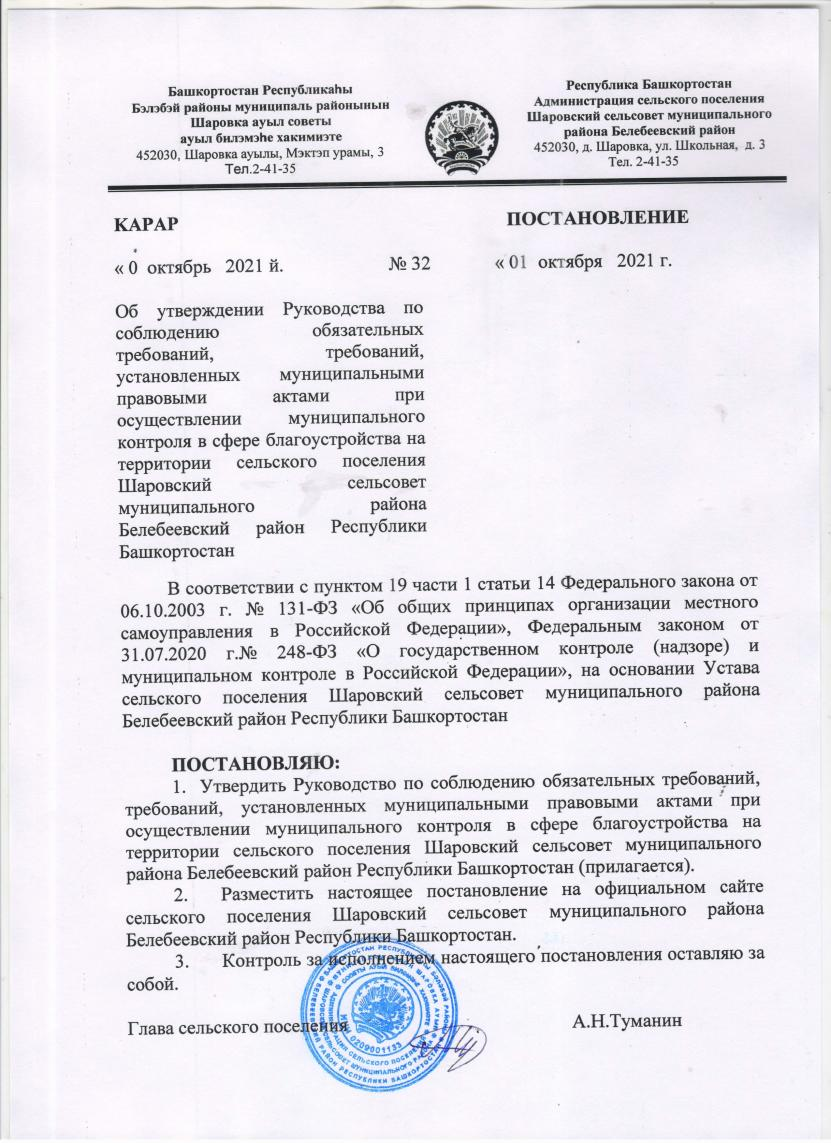 Башкортостан Республикаһы
Бэлэбэй районы муниципаль районынын
Шаровка ауыл советы
ауыл билэмэһе хакимиэте
452030, Шаровка ауылы, Мэктэп урамы, 3
Тел.2-41-35
Республика Башкортостан
Администрация сельского поселения
Шаровский сельсовет муниципального
района Белебеевский район
452030, д. Шаровка, ул. Школьная, д. 3
Тел. 2-41-35
КАРАР
ПОСТАНОВЛЕНИЕ
« 0 октябрь 2021 й.
№ 32
« 01 октября 2021 г.
Об утверждении Руководства по
соблюдению обязательных
требований, требований,
установленных муниципальными
правовыми актами при
осуществлении муниципального
контроля в сфере благоустройства на
территории сельского поселения
Шаровский сельсовет
муниципального района
Белебеевский район Республики
Башкортостан
В соответствии с пунктом 19 части 1 статьи 14 Федерального закона от
06.10.2003 г. № 131-ФЗ «Об общих принципах организации местного
самоуправления в Российской Федерации», Федеральным законом от
31.07.2020 г.№ 248-ФЗ «О государственном контроле (надзоре) и
муниципальном контроле в Российской Федерации», на основании Устава
сельского поселения Шаровский сельсовет муниципального района
Белебеевский район Республики Башкортостан
ПОСТАНОВЛЯЮ:
1. Утвердить Руководство по соблюдению обязательных требований,
требований, установленных муниципальными правовыми актами при
осуществлении муниципального контроля в сфере благоустройства на
территории сельского поселения Шаровский сельсовет муниципального
района Белебеевский район Республики Башкортостан (прилагается).
2. Разместить настоящее постановление на официальном сайте
сельского поселения Шаровский сельсовет муниципального района
Белебеевский район Республики Башкортостан.
3. Контроль за исполнением настоящего постановления оставляю за
собой.
Глава сельского поселения
А.Н.Туманин
0209001133